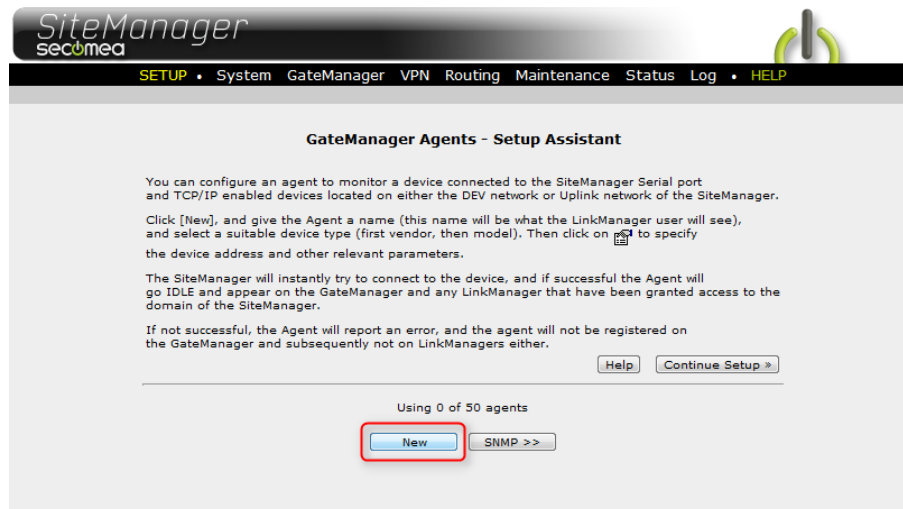 SiteManager
secomea
SETUP • System GateManager VPN Routing Maintenance Status Log • HELP
GateManager Agents - Setup Assistant
You can configure an agent to monitor a device connected to the SiteManager Serial port
and TCP/IP enabled devices located on either the DEV network or Uplink network of the SiteManager.
Click [New], and give the Agent a name (this name will be what the LinkManager user will see),
and select a suitable device type (first vendor, then model). Then click on to specify
the device address and other relevant parameters.
The SiteManager will instantly try to connect to the device, and if successful the Agent will
go IDLE and appear on the GateManager and any LinkManager that have been granted access to the
domain of the SiteManager.
If not successful, the Agent will report an error, and the agent will not be registered on
the GateManager and subsequently not on LinkManagers either.
Help Continue Setup »
Using 0 of 50 agents
New SNMP >>